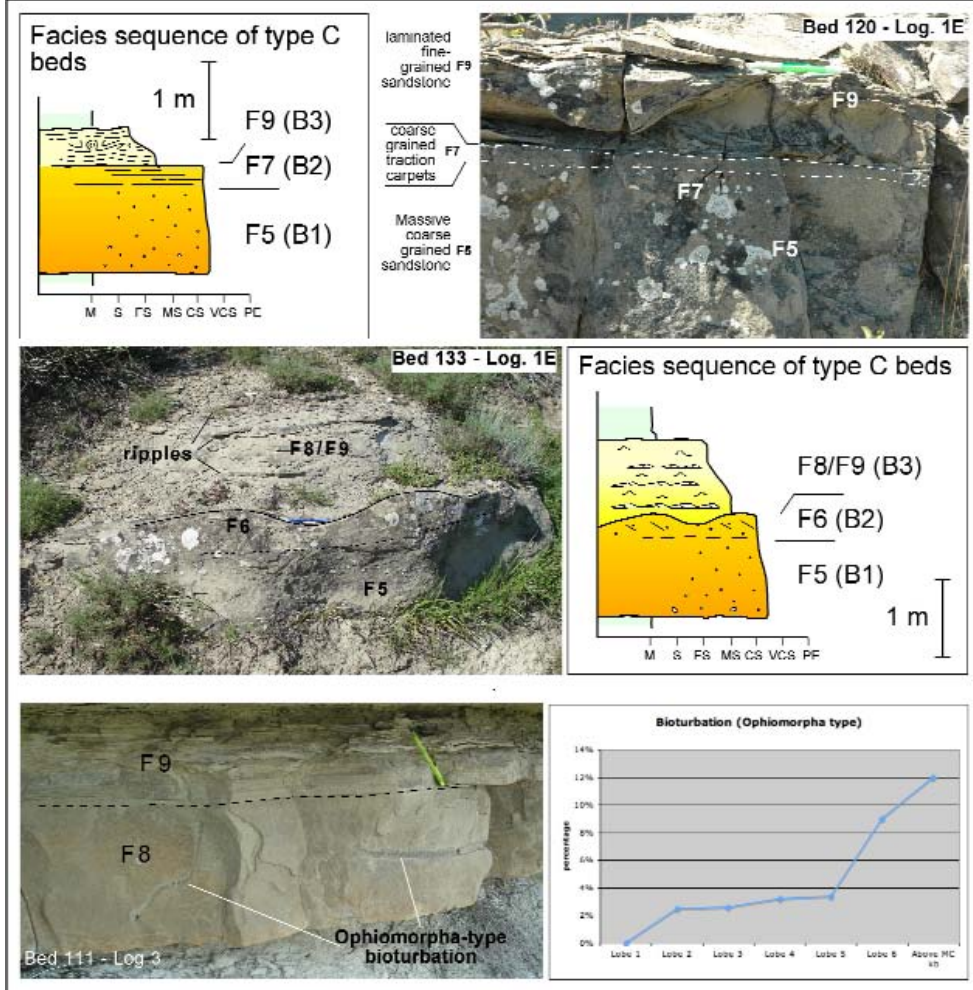 Facies sequence of type C
beds
1 m
F9 (B3)
F7 (B2)
F5 (B1)
M S FS MS CS VCS PE
laminated
fine-
grained F9
sandstone
coarse
grained F7
traction
carpets
Massive
coarse
grained F5
sandstone
Bed 120 - Log. 1E
F9
F7
F5
Bed 133 - Log. 1E
ripples
F8/F9
F6
F5
Facies sequence of type C beds
F8/F9 (B3)
F6 (B2)
F5 (B1)
1 m
M S FS MS CS VCS PE
F9
F8
Ophiomorpha-type
bioturbation
Bed 111 - Log 3
Bioturbation (Ophiomorpha type)
percentage
14%
12%
10%
8%
6%
4%
2%
0%
Lobe 1 Lobe 2 Lobe 3 Lobe 4 Lobe 5 Lobe 6 Above MC
kb